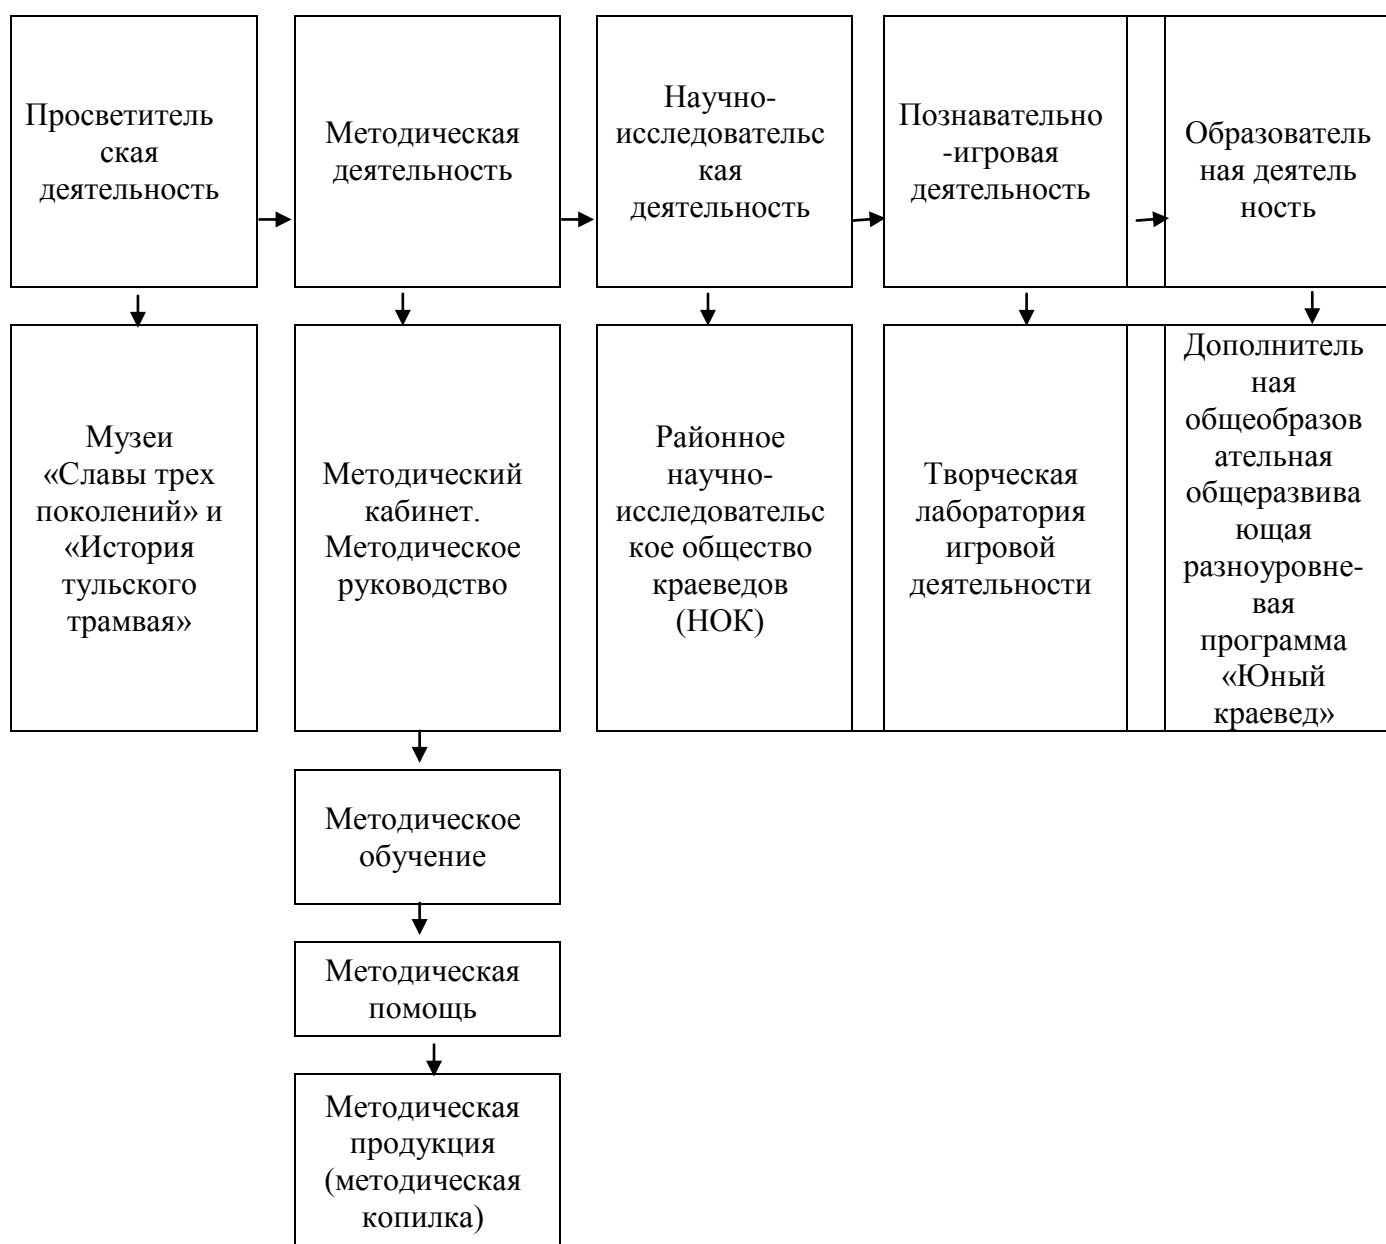 Просветитель
ская
деятельность
Методическая
деятельность
Научно-
исследовательс
кая
деятельность
Познавательно
-игровая
деятельность
Образователь
ная деятель
ность
Музеи
«Славы трех
поколений» и
«История
тульского
трамвая»
Методический
кабинет.
Методическое
руководство
Районное
научно-
исследовательс
кое общество
краеведов
(НОК)
Творческая
лаборатория
игровой
деятельности
Дополнитель
ная
общеобразов
ательная
общеразвива
ющая
разноуровне-
вая
программа
«Юный
краевед»
Методическое
обучение
Методическая
помощь
Методическая
продукция
(методическая
копилка)